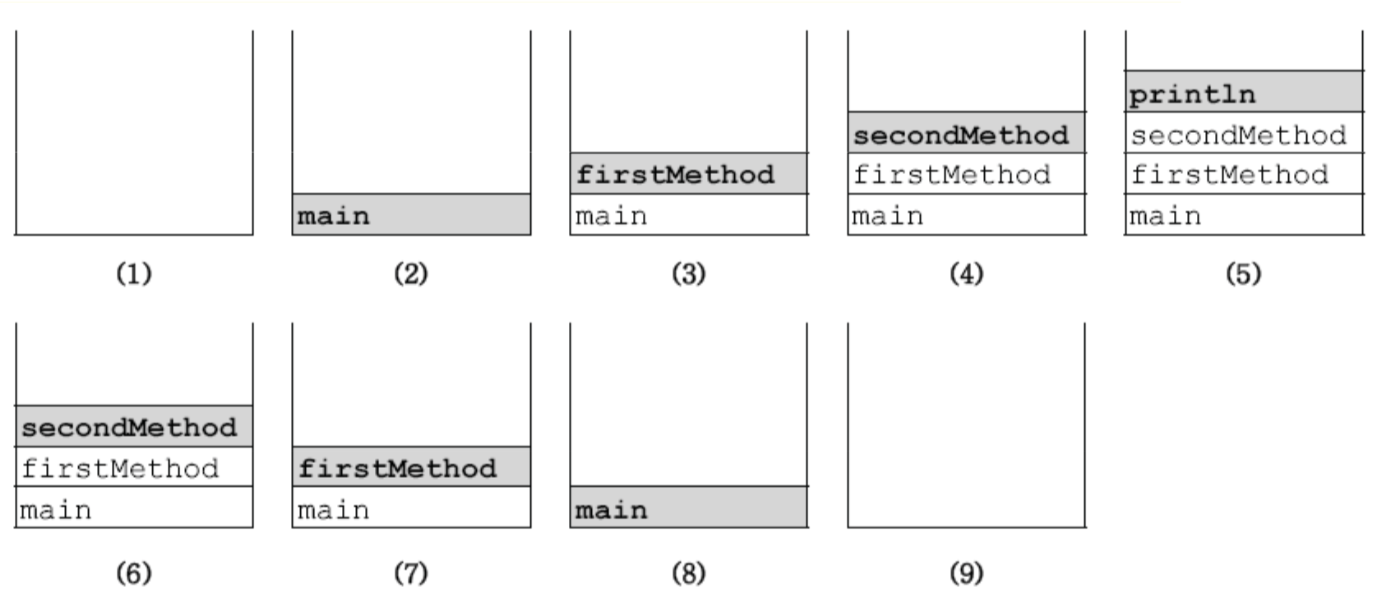 println
secondMethod secondMethod
firstMethod firstMethod firstMethod
main main main main
(1) (2) (3) (4) (5)
secondMethod
firstMethod firstMethod
main main main
(6) (7) (8) (9)